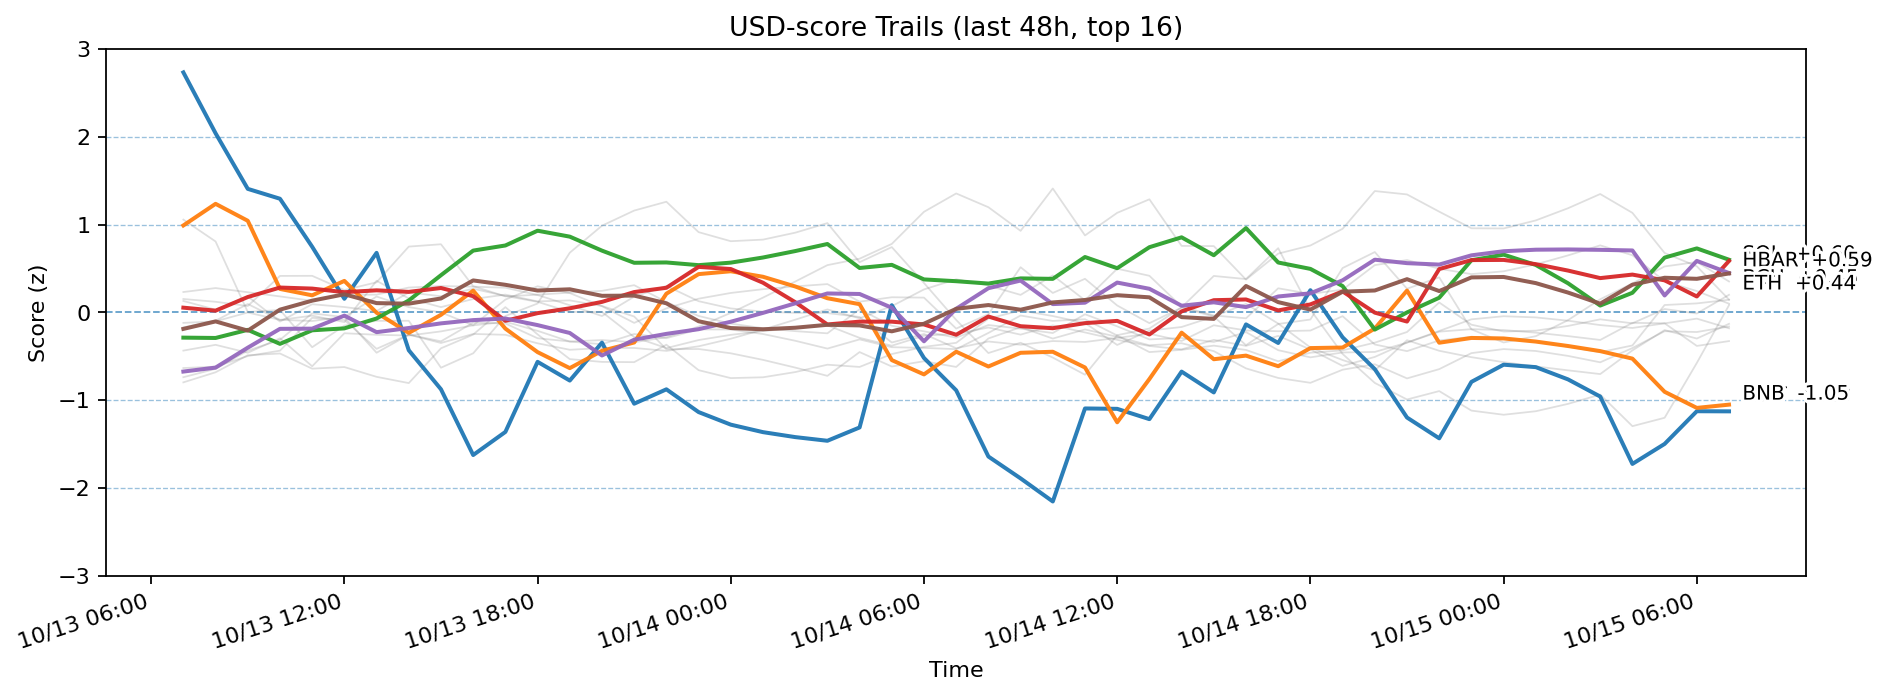 USD-score Trails (last 48h, top 16)
Score (z)
3
2
1
0
−1
−2
−3
HBAR +0.59
ETH +0.44
BNB -1.05
10/13 06:00
10/13 12:00
10/13 18:00
10/14 00:00
10/14 06:00
10/14 12:00
10/14 18:00
10/15 00:00
10/15 06:00
Time